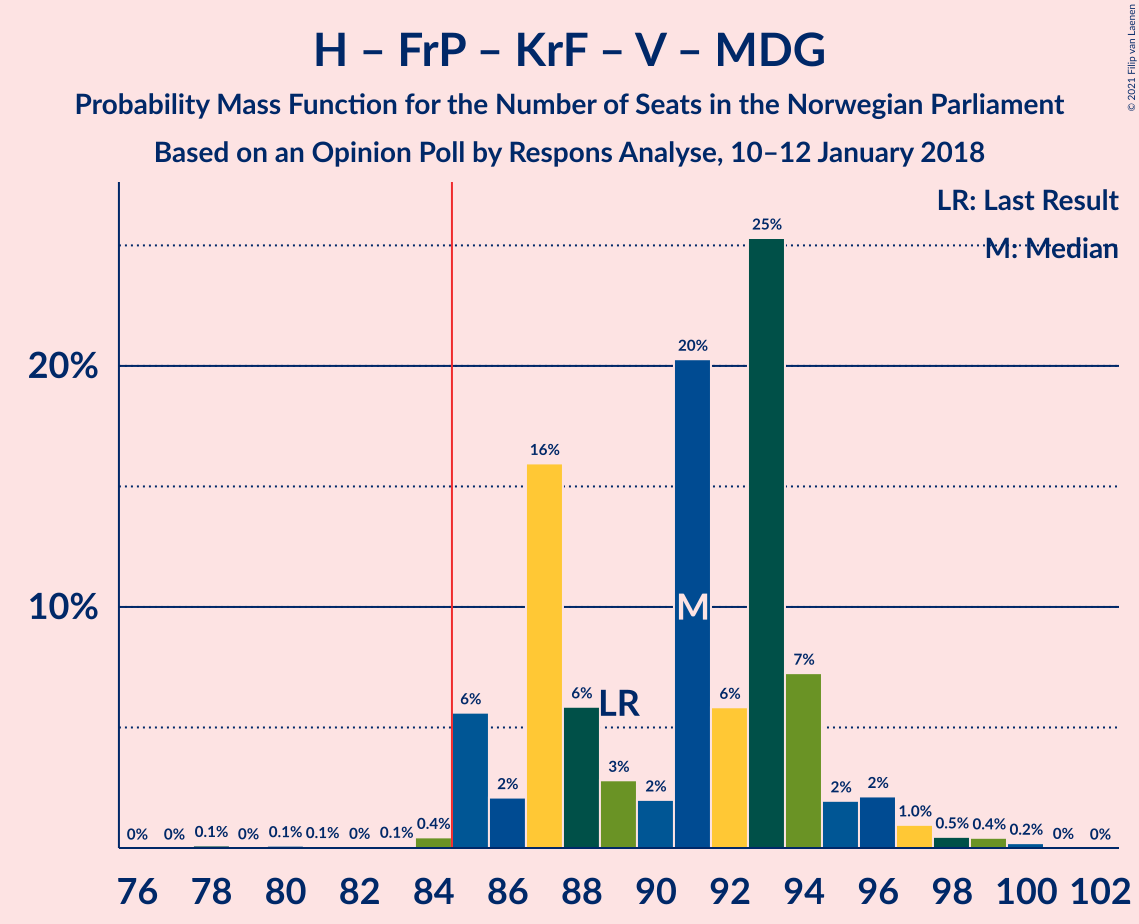 H – FrP – KrF – V – MDG
Probability Mass Function for the Number of Seats in the Norwegian Parliament
Based on an Opinion Poll by Respons Analyse, 10–12 January 2018
© 2021 Filip van Laenen
LR: Last Result
M: Median
20%
10%
0% 0% 0.1% 0% 0.1% 0.1% 0% 0.1% 0.4% 6% 2% 16% 6% 3% 2% 20% 6% 25% 7% 2% 2% 1.0% 0.5% 0.4% 0.2% 0% 0%
LR
M
76 78 80 82 84 86 88 90 92 94 96 98 100 102